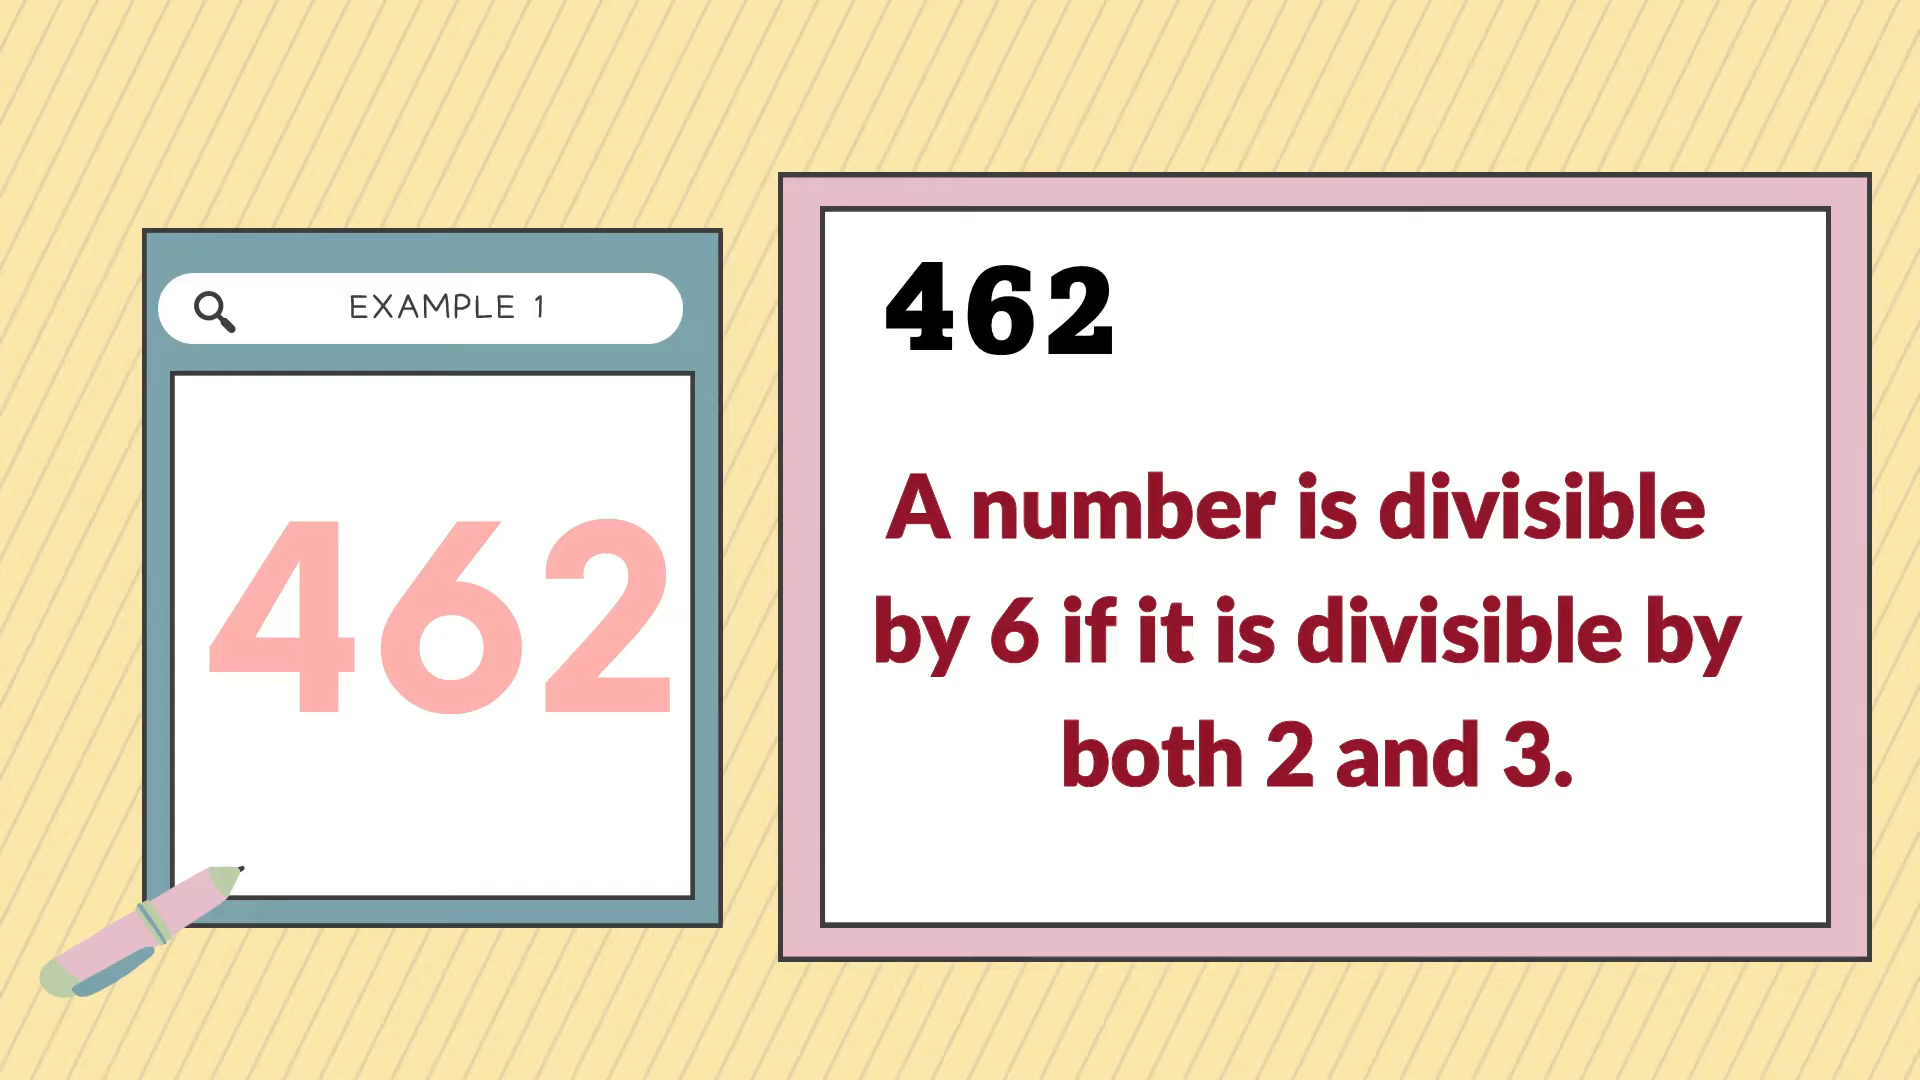 EXAMPLE 1
462
462
A number is divisible
by 6 if it is divisible by
both 2 and 3.